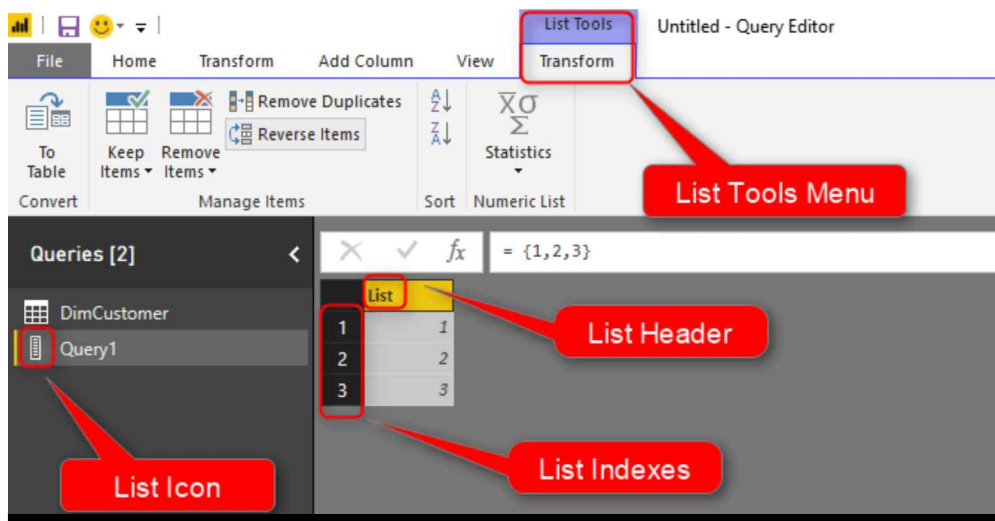 List Tools
Untitled - Query Editor
File Home Transform Add Column View Transform
Remove Duplicates
Reverse Items
To Table
Keep Items
Remove Items
A Z
Z A
X̅σ
Σ
Statistics
Convert Manage Items Sort Numeric List
List Tools Menu
Queries [2] <
fx = {1,2,3}
DimCustomer
Query1
List
1 1
2 2
3 3
List Header
List Indexes
List Icon